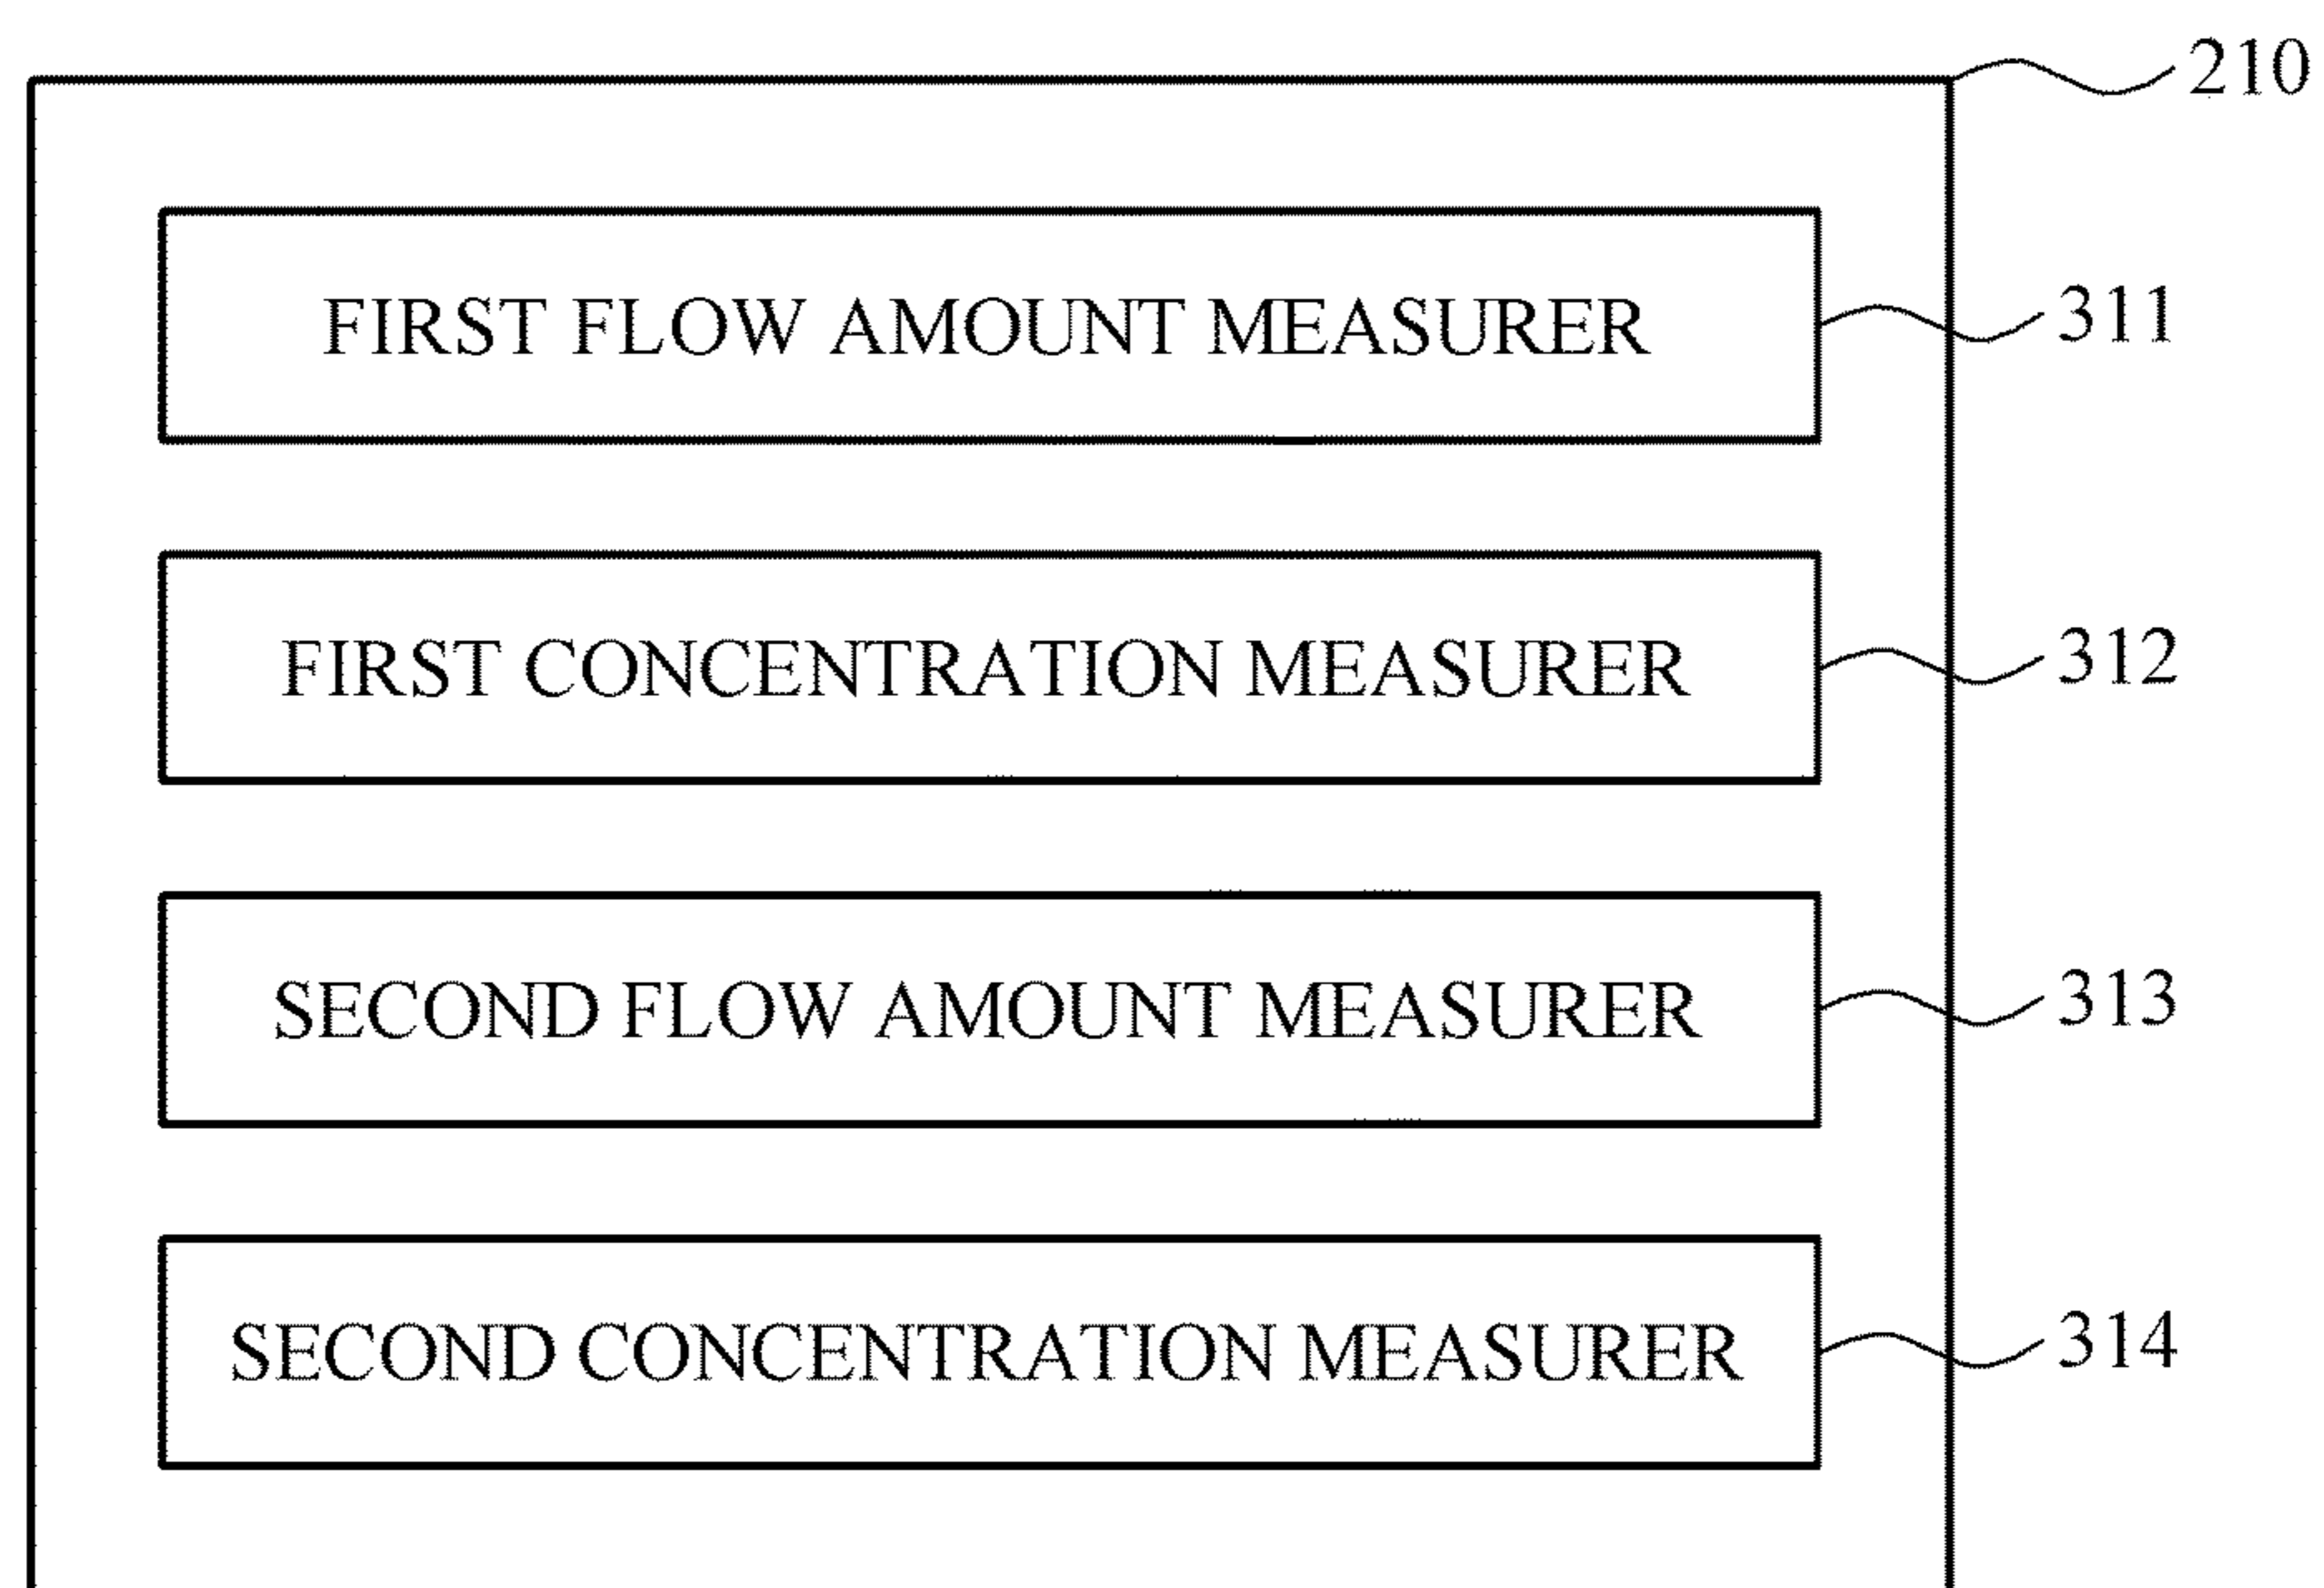 210
FIRST FLOW AMOUNT MEASURER 311
FIRST CONCENTRATION MEASURER 312
SECOND FLOW AMOUNT MEASURER 313
SECOND CONCENTRATION MEASURER 314